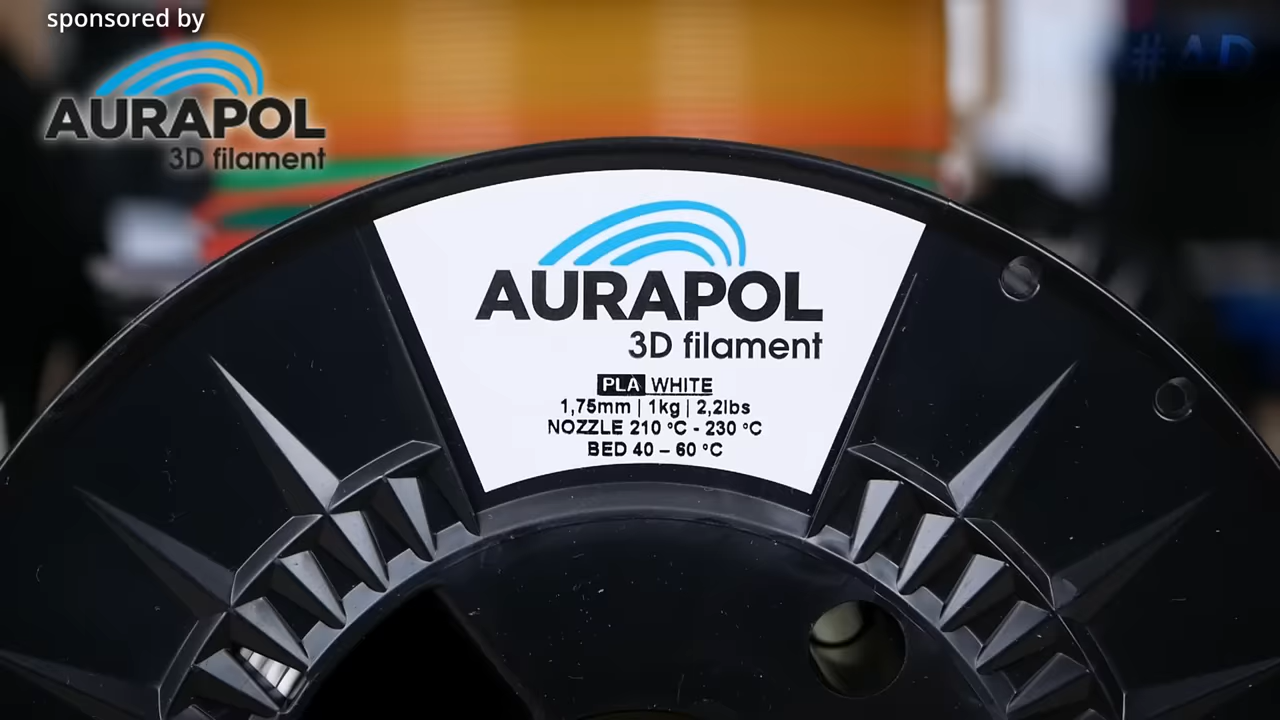 sponsored by
AURAPOL
3D filament
#AD
AURAPOL
3D filament
PLA WHITE
1,75mm | 1kg | 2,2lbs
NOZZLE 210 °C - 230 °C
BED 40 – 60 °C